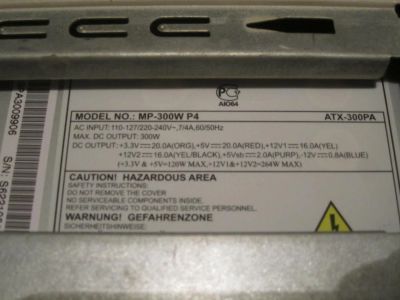 АЮ64
MODEL NO.: MP-300W P4 ATX-300PA
AC INPUT: 110-127/220-240V~,7/4A,60/50Hz
MAX. DC OUTPUT: 300W
DC OUTPUT: +3.3V⎓20.0A(ORG),+5V⎓20.0A(RED),+12V1⎓16.0A(YEL)
+12V2⎓16.0A(YEL/BLACK),+5Vsb⎓2.0A(PURP),-12V⎓0.8A(BLUE)
(+3.3V & +5V=120W MAX,+12V1&+12V2=264W MAX)
CAUTION! HAZARDOUS AREA
SAFETY INSTRUCTIONS:
DO NOT REMOVE THE COVER
NO SERVICEABLE COMPONENTS INSIDE.
REFER SERVICING TO QUALIFIED SERVICE PERSONNEL.
WARNUNG! GEFAHRENZONE
SICHERHEITSHINWEISE:
PA3009906
S/N: